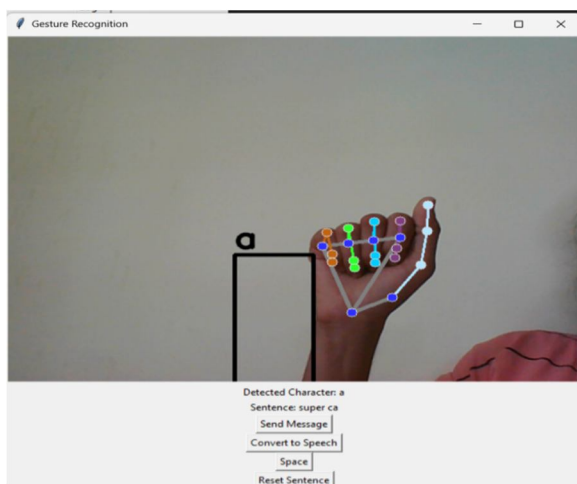 Gesture Recognition
a
Detected Character: a
Sentence: super ca
Send Message
Convert to Speech
Space
Reset Sentence